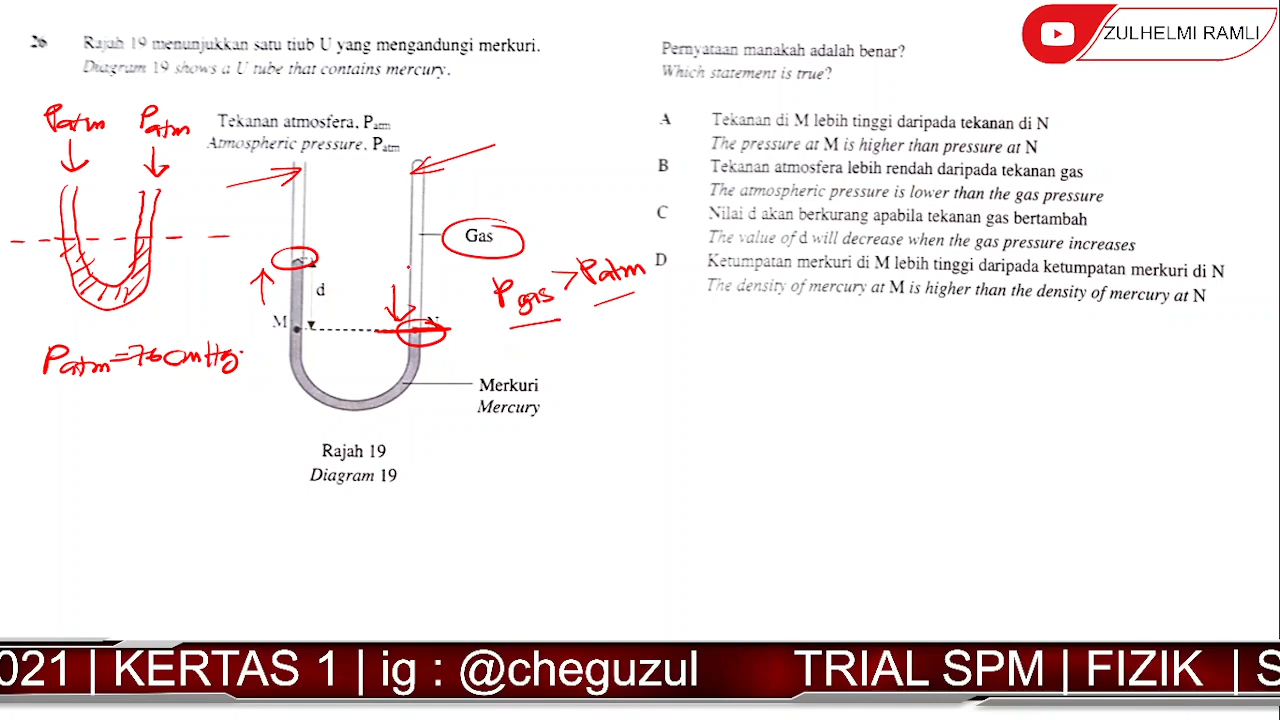 ZULHELMI RAMLI
26 Rajah 19 menunjukkan satu tiub U yang mengandungi merkuri.
Diagram 19 shows a U tube that contains mercury.
Patm Patm
Tekanan atmosfera, Patm
Atmospheric pressure, Patm
Gas
Pgas > Patm
d
M
N
Patm = 76 cm Hg.
Merkuri
Mercury
Rajah 19
Diagram 19
Pernyataan manakah adalah benar?
Which statement is true?
A Tekanan di M lebih tinggi daripada tekanan di N
The pressure at M is higher than pressure at N
B Tekanan atmosfera lebih rendah daripada tekanan gas
The atmospheric pressure is lower than the gas pressure
C Nilai d akan berkurang apabila tekanan gas bertambah
The value of d will decrease when the gas pressure increases
D Ketumpatan merkuri di M lebih tinggi daripada ketumpatan merkuri di N
The density of mercury at M is higher than the density of mercury at N
021 | KERTAS 1 | ig : @cheguzul TRIAL SPM | FIZIK | S